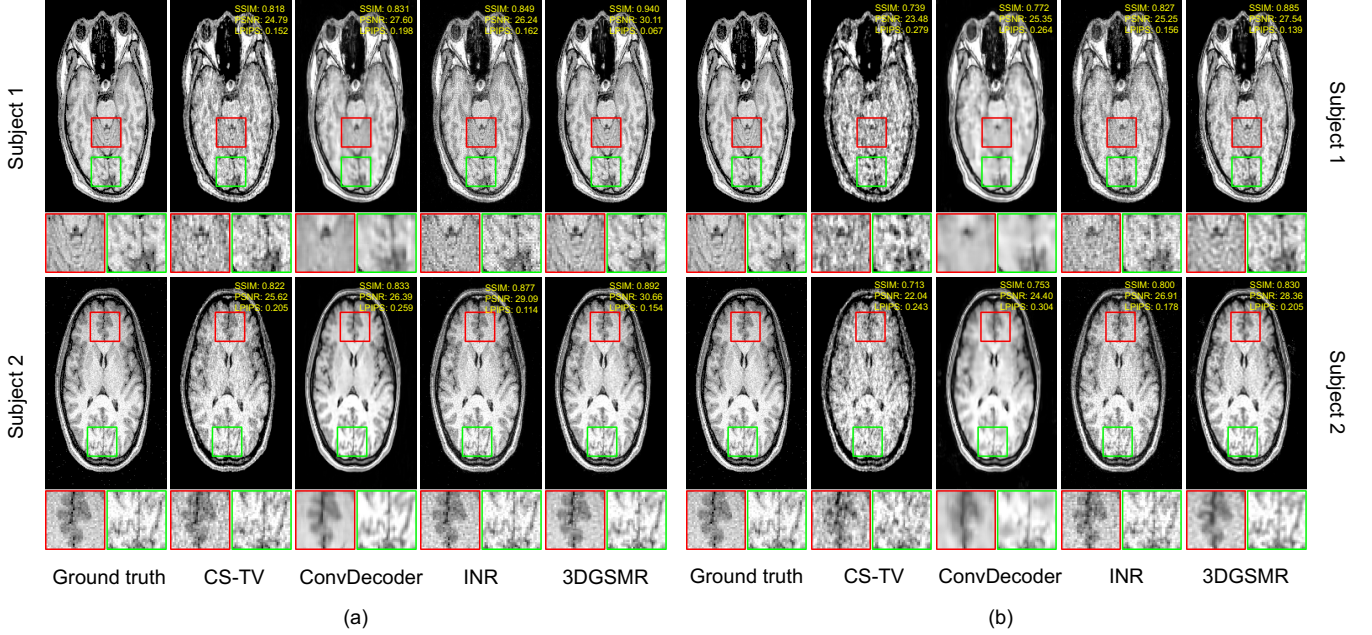 SSIM: 0.818
PSNR: 24.79
LPIPS: 0.152
SSIM: 0.831
PSNR: 27.60
LPIPS: 0.198
SSIM: 0.849
PSNR: 26.24
LPIPS: 0.162
SSIM: 0.940
PSNR: 30.11
LPIPS: 0.067
SSIM: 0.739
PSNR: 23.48
LPIPS: 0.279
SSIM: 0.772
PSNR: 25.35
LPIPS: 0.264
SSIM: 0.827
PSNR: 25.25
LPIPS: 0.156
SSIM: 0.885
PSNR: 27.54
LPIPS: 0.139
Subject 1
Subject 1
SSIM: 0.822
PSNR: 25.62
LPIPS: 0.205
SSIM: 0.833
PSNR: 26.39
LPIPS: 0.259
SSIM: 0.877
PSNR: 29.09
LPIPS: 0.114
SSIM: 0.892
PSNR: 30.66
LPIPS: 0.154
SSIM: 0.713
PSNR: 22.04
LPIPS: 0.243
SSIM: 0.753
PSNR: 24.40
LPIPS: 0.304
SSIM: 0.800
PSNR: 26.91
LPIPS: 0.178
SSIM: 0.830
PSNR: 28.36
LPIPS: 0.205
Subject 2
Subject 2
Ground truth CS-TV ConvDecoder INR 3DGSMR
Ground truth CS-TV ConvDecoder INR 3DGSMR
(a)
(b)